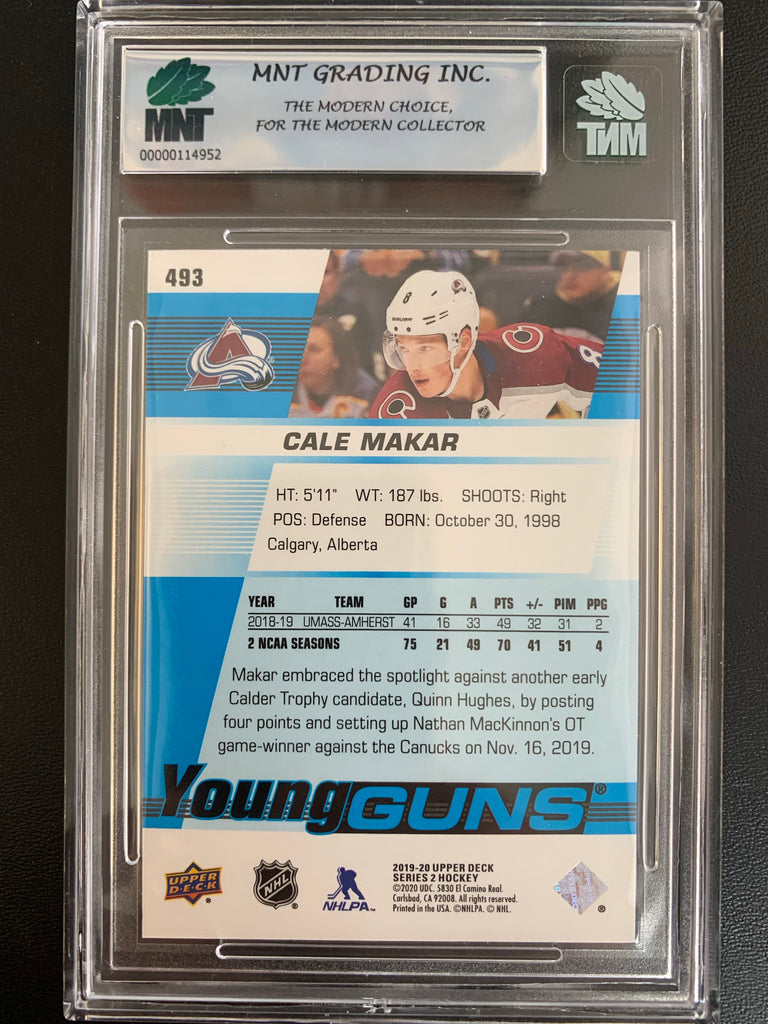 MNT GRADING INC.
THE MODERN CHOICE,
FOR THE MODERN COLLECTOR
MNT
00000114952
MNT
493
8
BAUER
8
CALE MAKAR
HT: 5'11" WT: 187 lbs. SHOOTS: Right
POS: Defense BORN: October 30, 1998
Calgary, Alberta
YEAR TEAM GP G A PTS +/- PIM PPG
2018-19 UMASS-AMHERST 41 16 33 49 32 31 2
2 NCAA SEASONS 75 21 49 70 41 51 4
Makar embraced the spotlight against another early
Calder Trophy candidate, Quinn Hughes, by posting
four points and setting up Nathan MacKinnon's OT
game-winner against the Canucks on Nov. 16, 2019.
Young GUNS®
UPPER
D·E·C·K
NHL
NHLPA™
2019-20 UPPER DECK
SERIES 2 HOCKEY
©2020 UDC. 5830 El Camino Real.
Carlsbad, CA 92008. All rights reserved.
Printed in the USA. ©NHLPA. © NHL.